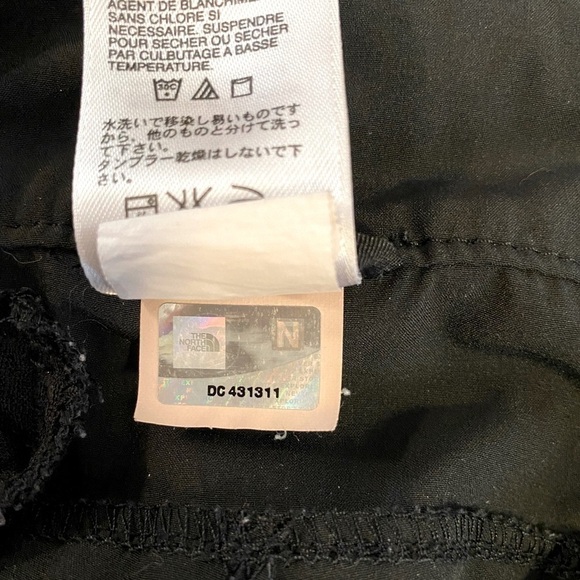 AGENT DE BLANCHIME
SANS CHLORE SI
NECESSAIRE. SUSPENDRE
POUR SECHER OU SECHER
PAR CULBUTAGE A BASSE
TEMPERATURE.
30C
水洗いで移染し易いものです
から、他のものと分けて洗っ
て下さい。
タンブラー乾燥はしないで下
さい。
THE
NORTH
FACE
N
DC 431311